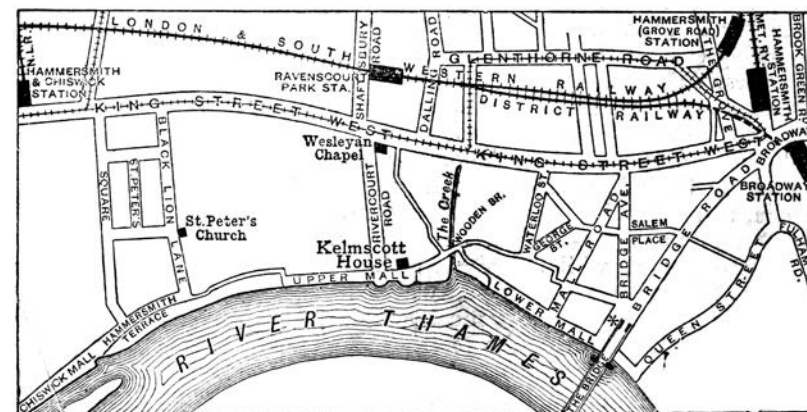 LONDON & SOUTH WESTERN RAILWAY
HAMMERSMITH
(GROVE ROAD)
STATION
N.L.R.
HAMMERSMITH
& CHISWICK
STATION
RAVENSCOURT
PARK STA.
SHAFTSBURY
ROAD
DALLING ROAD
GLENTHORNE ROAD
THE GROVE
HAMMERSMITH
MET. RY
STATION
BROOK GREEN
DISTRICT RAILWAY
KING STREET WEST
KING STREET WEST
BROADWAY
BROADWAY
STATION
Wesleyan
Chapel
SQUARE
ST. PETER'S
BLACK LION
LANE
St. Peter's
Church
RIVERCOURT
ROAD
The Creek
WOODEN BR.
WATERLOO ST.
GEORGE
ST.
MALL ROAD
BRIDGE AVE
SALEM
PLACE
BRIDGE ROAD
QUEEN STREET
FULHAM
RD.
Kelmscott
House
UPPER MALL
LOWER MALL
HAMMERSMITH
TERRACE
CHISWICK MALL
RIVER THAMES
THE BRIDGE